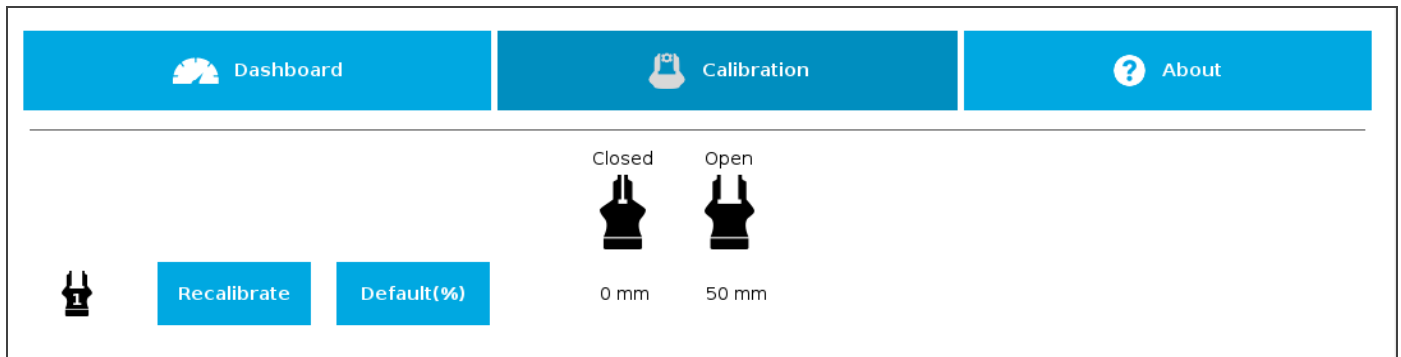 Dashboard
Calibration
? About
Closed Open
1 Recalibrate Default(%) 0 mm 50 mm